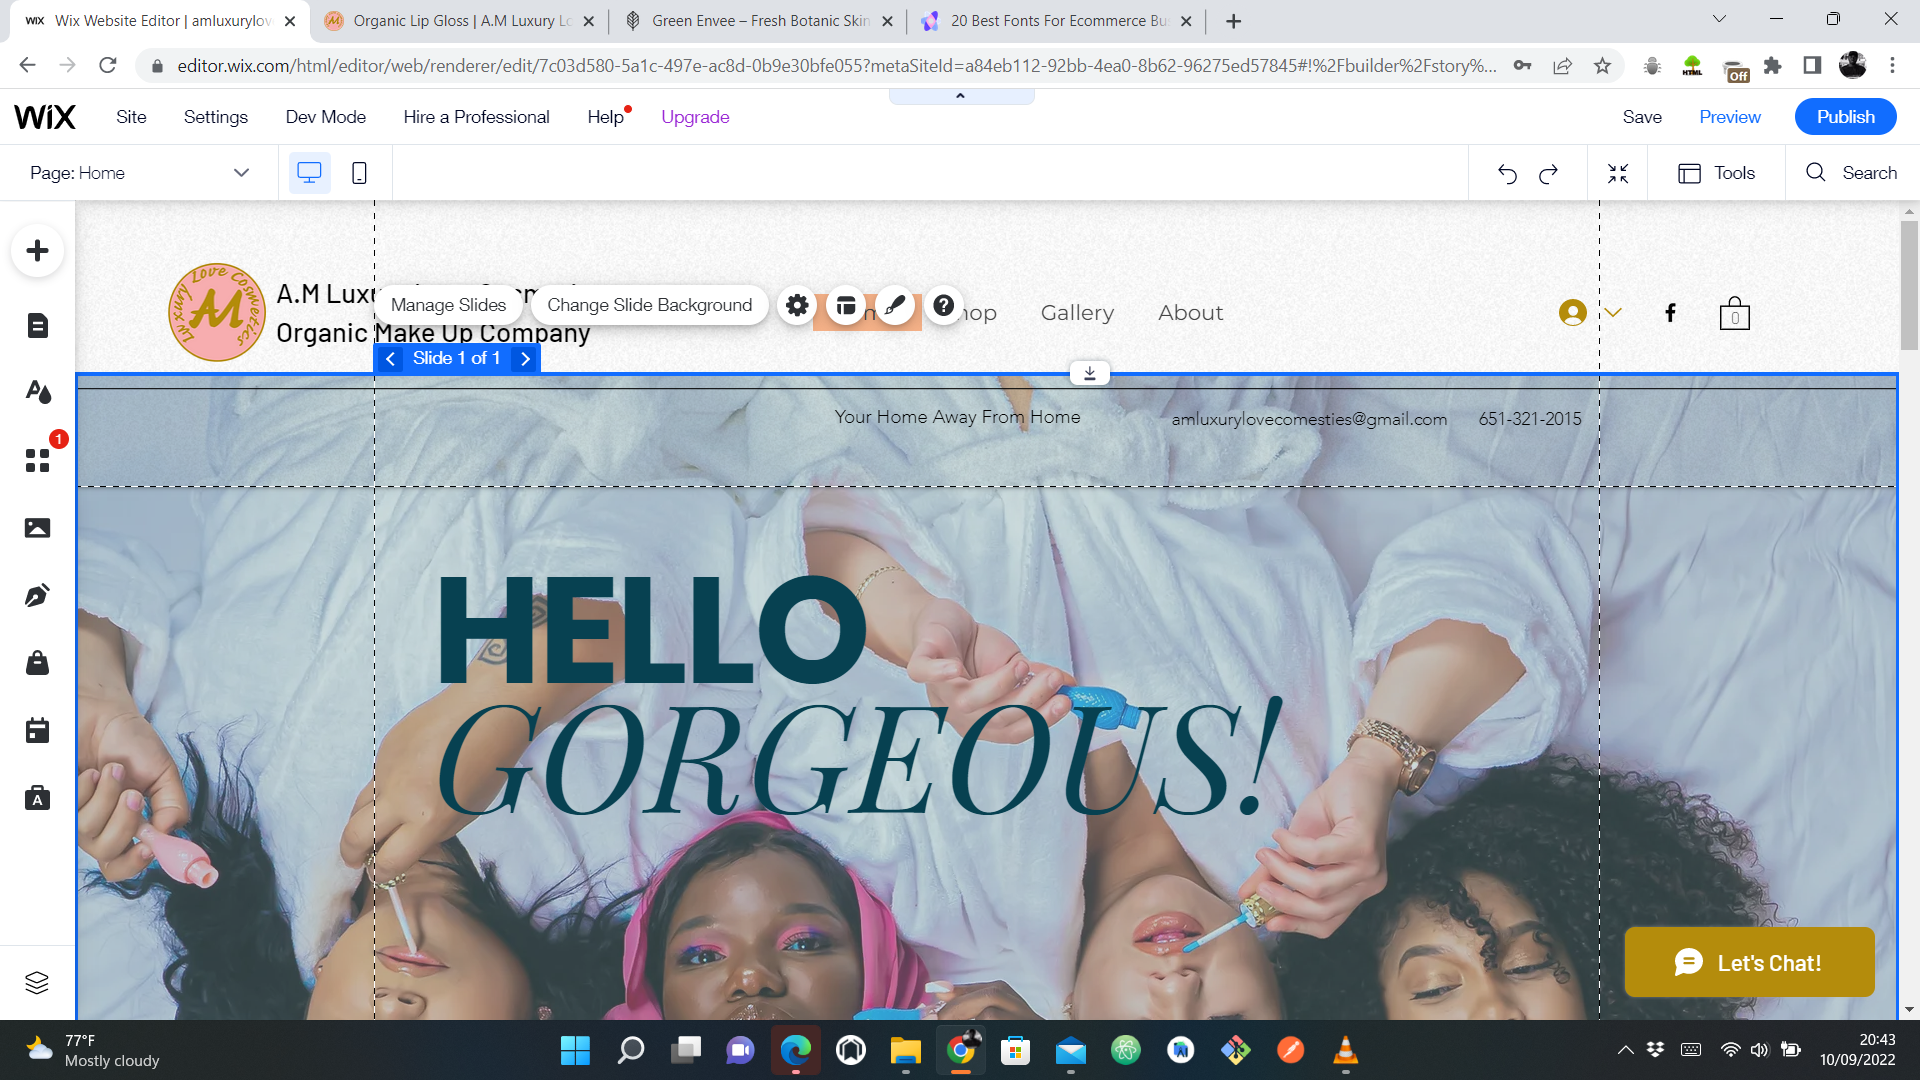 Wix Website Editor | amluxurylov
Organic Lip Gloss | A.M Luxury Lo
Green Envee – Fresh Botanic Skin
20 Best Fonts For Ecommerce Bu
editor.wix.com/html/editor/web/renderer/edit/7c03d580-5a1c-497e-ac8d-0b9e30bfe055?metaSiteId=a84eb112-92bb-4ea0-8b62-96275ed57845#!%2Fbuilder%2Fstory%...
HTML
Off
WiX
Site
Settings
Dev Mode
Hire a Professional
Help
Upgrade
Save
Preview
Publish
Page: Home
Tools
Search
Luxury Love Cosmetics
AM
A.M Lux
Organic Make Up Company
Manage Slides
Change Slide Background
hop
Gallery
About
0
Slide 1 of 1
Your Home Away From Home
amluxurylovecomesties@gmail.com
651-321-2015
1
HELLO
GORGEOUS!
Let's Chat!
77°F
Mostly cloudy
20:43
10/09/2022